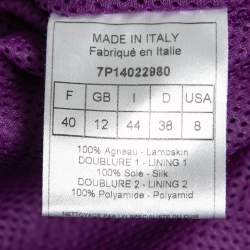 MADE IN ITALY
Fabriqué en Italie
7P14022980
F GB I D USA
40 12 44 38 8
100% Agneau - Lambskin
DOUBLURE 1 - LINING 1
100% Soie - Silk
DOUBLURE 2 - LINING 2
100% Polyamide - Polyamid